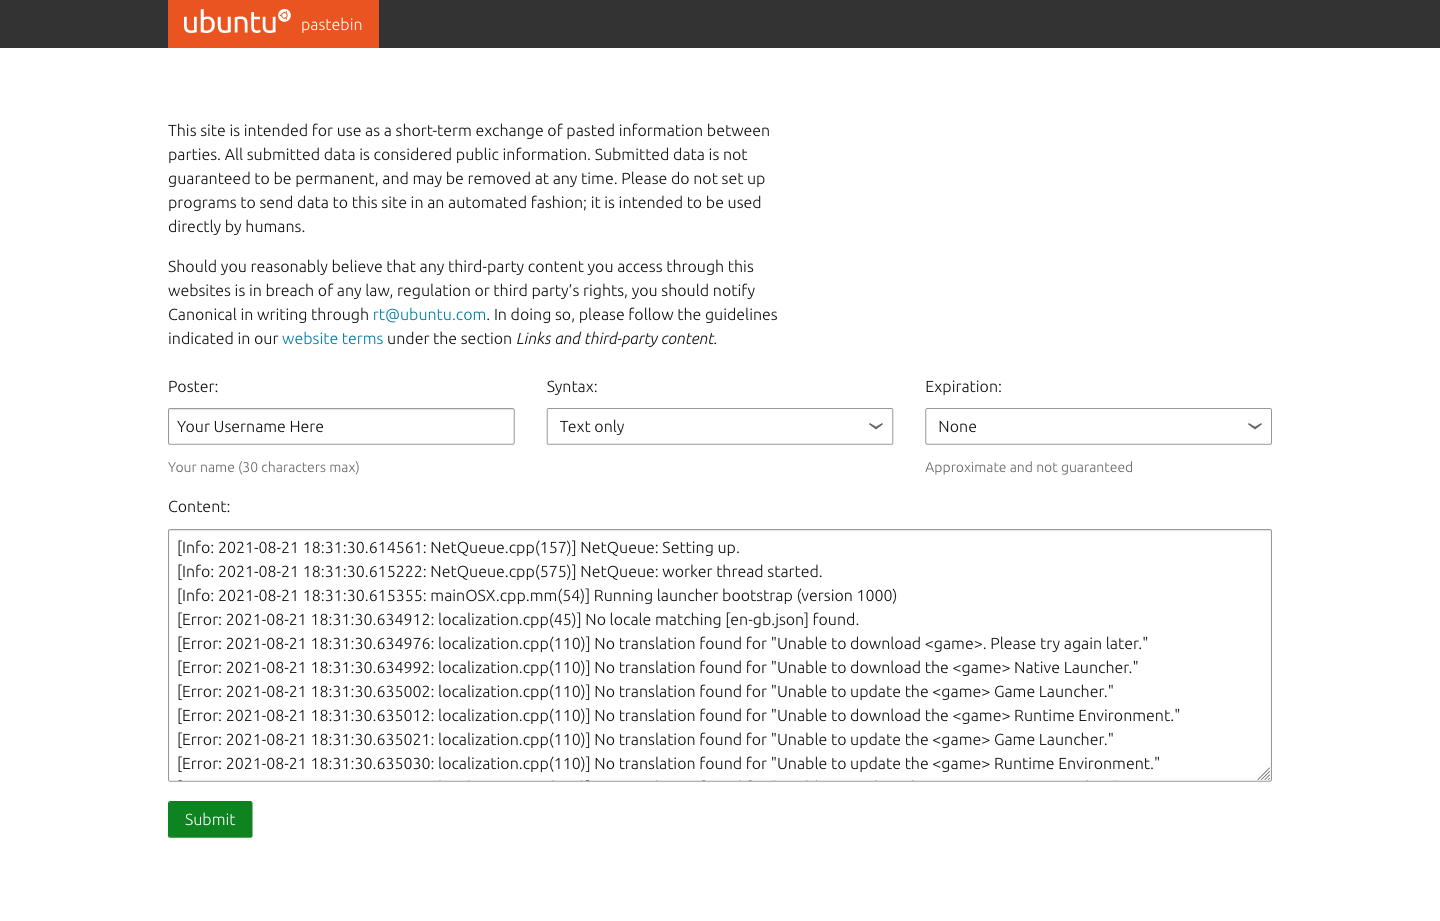 ubuntu pastebin
This site is intended for use as a short-term exchange of pasted information between
parties. All submitted data is considered public information. Submitted data is not
guaranteed to be permanent, and may be removed at any time. Please do not set up
programs to send data to this site in an automated fashion; it is intended to be used
directly by humans.
Should you reasonably believe that any third-party content you access through this
websites is in breach of any law, regulation or third party's rights, you should notify
Canonical in writing through rt@ubuntu.com. In doing so, please follow the guidelines
indicated in our website terms under the section Links and third-party content.
Poster: Syntax: Expiration:
Your Username Here Text only None
Your name (30 characters max) Approximate and not guaranteed
Content:
[Info: 2021-08-21 18:31:30.614561: NetQueue.cpp(157)] NetQueue: Setting up.
[Info: 2021-08-21 18:31:30.615222: NetQueue.cpp(575)] NetQueue: worker thread started.
[Info: 2021-08-21 18:31:30.615355: mainOSX.cpp.mm(54)] Running launcher bootstrap (version 1000)
[Error: 2021-08-21 18:31:30.634912: localization.cpp(45)] No locale matching [en-gb.json] found.
[Error: 2021-08-21 18:31:30.634976: localization.cpp(110)] No translation found for "Unable to download <game>. Please try again later."
[Error: 2021-08-21 18:31:30.634992: localization.cpp(110)] No translation found for "Unable to download the <game> Native Launcher."
[Error: 2021-08-21 18:31:30.635002: localization.cpp(110)] No translation found for "Unable to update the <game> Game Launcher."
[Error: 2021-08-21 18:31:30.635012: localization.cpp(110)] No translation found for "Unable to download the <game> Runtime Environment."
[Error: 2021-08-21 18:31:30.635021: localization.cpp(110)] No translation found for "Unable to update the <game> Game Launcher."
[Error: 2021-08-21 18:31:30.635030: localization.cpp(110)] No translation found for "Unable to update the <game> Runtime Environment."
Submit